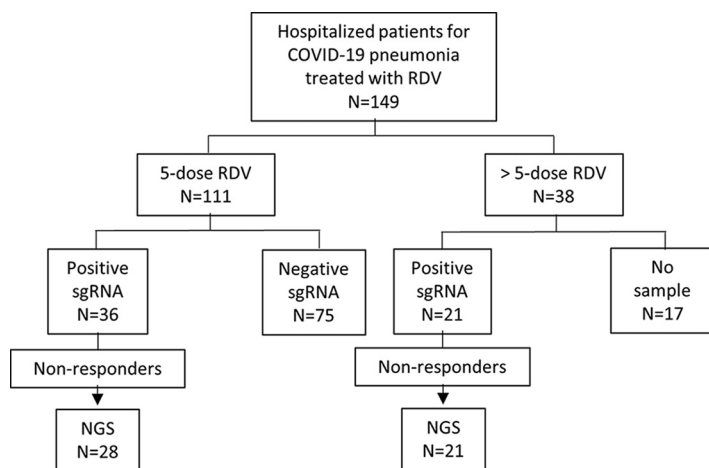 Hospitalized patients for
COVID-19 pneumonia
treated with RDV
N=149
5-dose RDV
N=111
> 5-dose RDV
N=38
Positive
sgRNA
N=36
Negative
sgRNA
N=75
Positive
sgRNA
N=21
No
sample
N=17
Non-responders
Non-responders
NGS
N=28
NGS
N=21